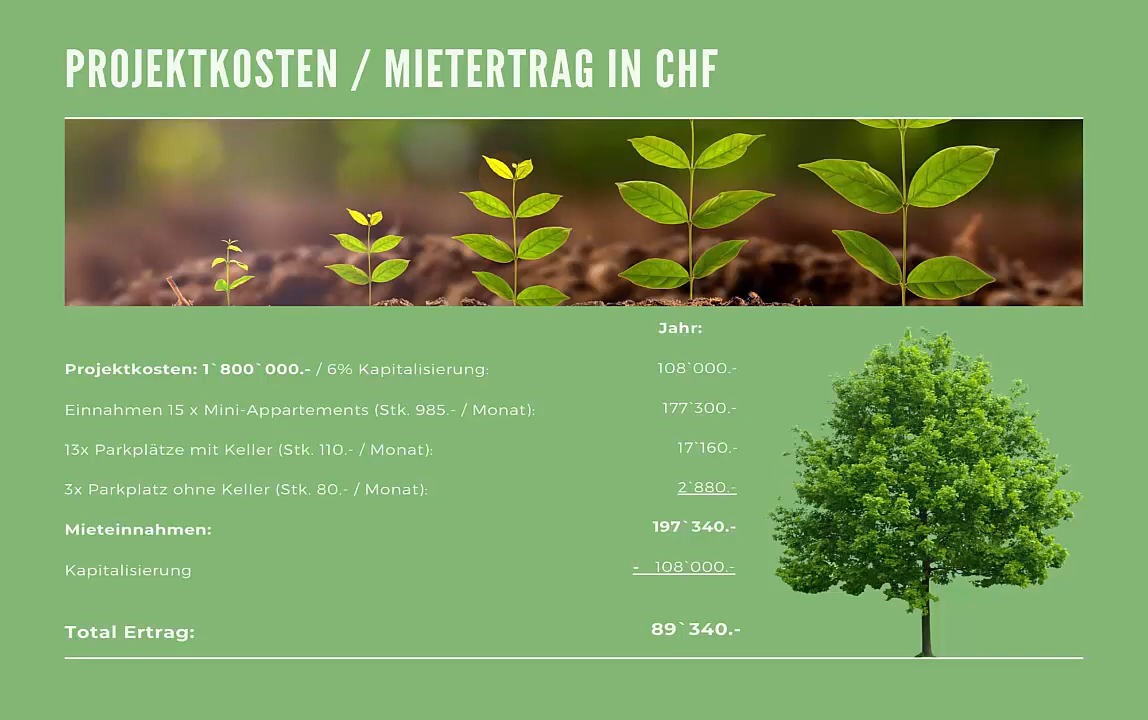 PROJEKTKOSTEN / MIETERTRAG IN CHF
Jahr:
Projektkosten: 1`800`000.- / 6% Kapitalisierung: 108`000.-
Einnahmen 15 x Mini-Appartements (Stk. 985.- / Monat): 177`300.-
13x Parkplätze mit Keller (Stk. 110.- / Monat): 17`160.-
3x Parkplatz ohne Keller (Stk. 80.- / Monat): 2`880.-
Mieteinnahmen: 197`340.-
Kapitalisierung - 108`000.-
Total Ertrag: 89`340.-